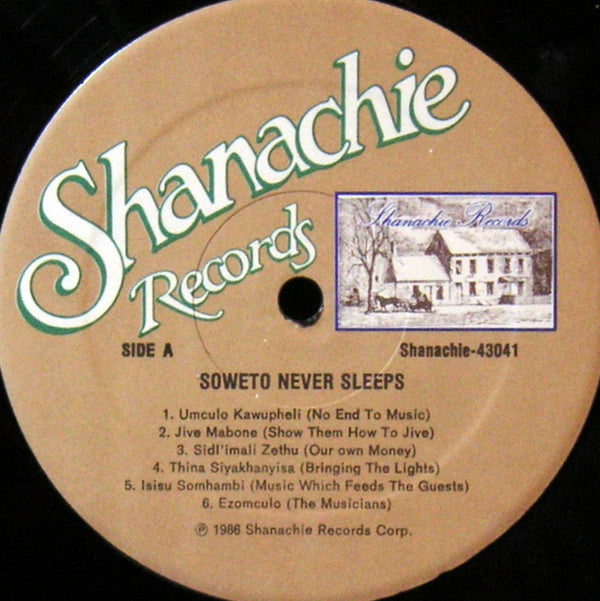 Shanachie
Records
Shanachie Records
SIDE A
Shanachie-43041
SOWETO NEVER SLEEPS
1. Umculo Kawupheli (No End To Music)
2. Jive Mabone (Show Them How To Jive)
3. Sidl'imali Zethu (Our own Money)
4. Thina Siyakhanyisa (Bringing The Lights)
5. Isisu Somhambi (Music Which Feeds The Guests)
6. Ezomculo (The Musicians)
℗ 1986 Shanachie Records Corp.